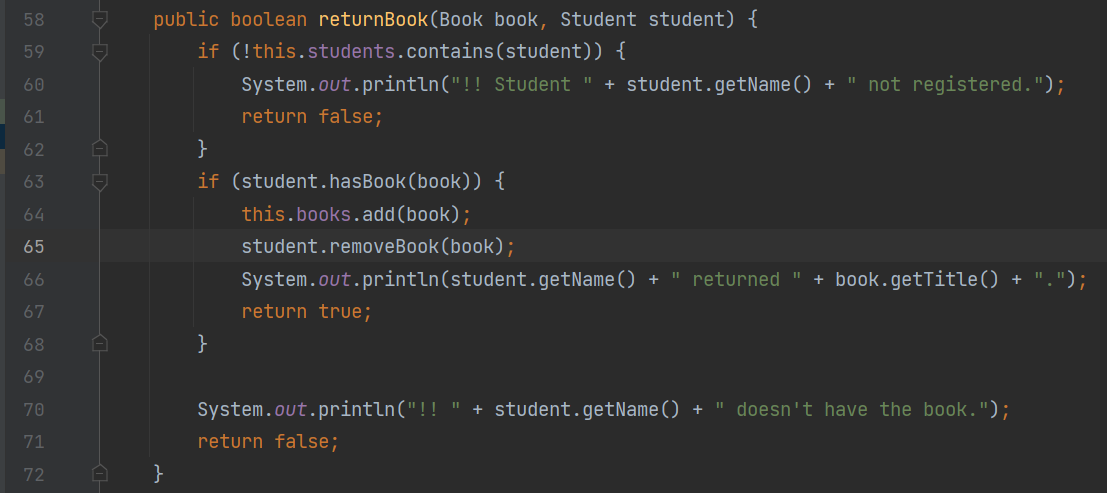 58 public boolean returnBook(Book book, Student student) {
59 if (!this.students.contains(student)) {
60 System.out.println("!! Student " + student.getName() + " not registered.");
61 return false;
62 }
63 if (student.hasBook(book)) {
64 this.books.add(book);
65 student.removeBook(book);
66 System.out.println(student.getName() + " returned " + book.getTitle() + ".");
67 return true;
68 }
69
70 System.out.println("!! " + student.getName() + " doesn't have the book.");
71 return false;
72 }